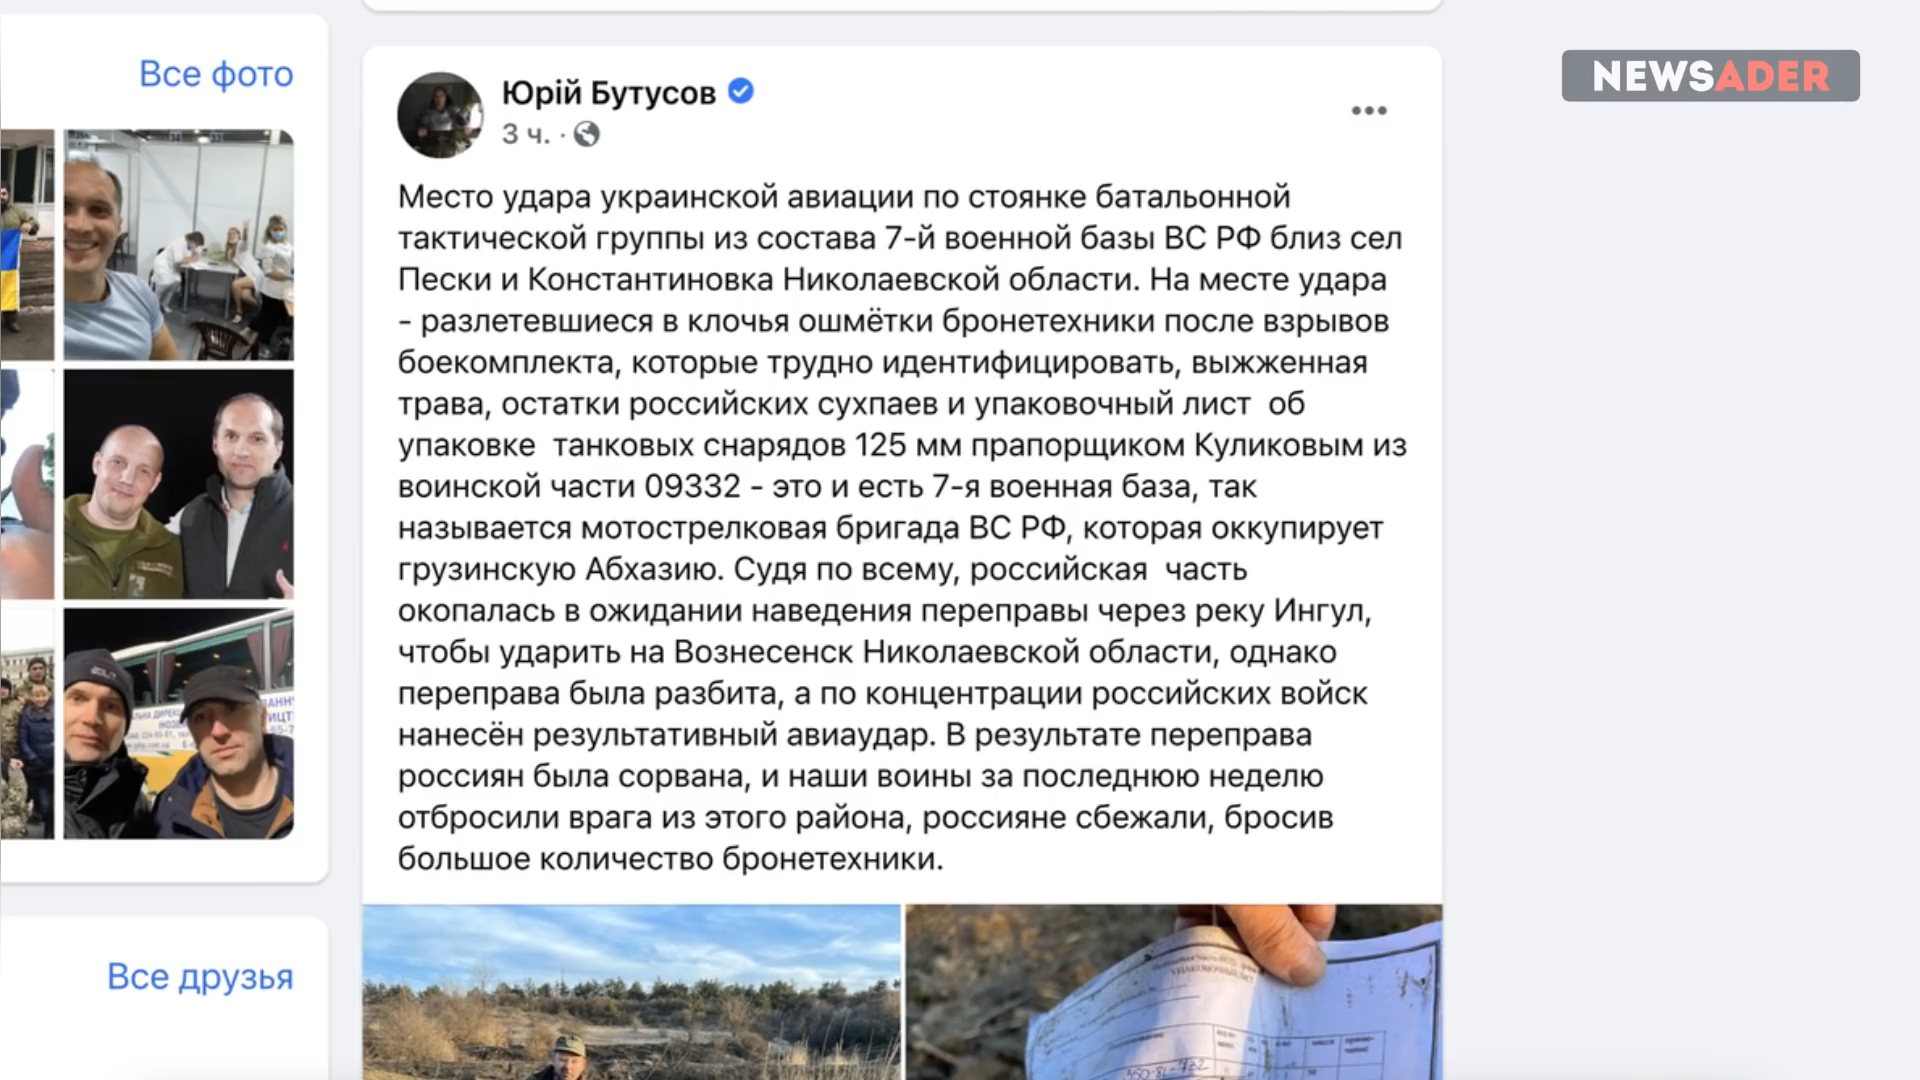 Все фото
NEWSADER
Юрій Бутусов
3 ч. ·
Место удара украинской авиации по стоянке батальонной
тактической группы из состава 7-й военной базы ВС РФ близ сел
Пески и Константиновка Николаевской области. На месте удара
- разлетевшиеся в клочья ошмётки бронетехники после взрывов
боекомплекта, которые трудно идентифицировать, выжженная
трава, остатки российских сухпаев и упаковочный лист  об
упаковке  танковых снарядов 125 мм прапорщиком Куликовым из
воинской части 09332 - это и есть 7-я военная база, так
называется мотострелковая бригада ВС РФ, которая оккупирует
грузинскую Абхазию. Судя по всему, российская  часть
окопалась в ожидании наведения переправы через реку Ингул,
чтобы ударить на Вознесенск Николаевской области, однако
переправа была разбита, а по концентрации российских войск
нанесён результативный авиаудар. В результате переправа
россиян была сорвана, и наши воины за последнюю неделю
отбросили врага из этого района, россияне сбежали, бросив
большое количество бронетехники.
Все друзья
УПАКОВОЧНЫЙ ЛИСТ